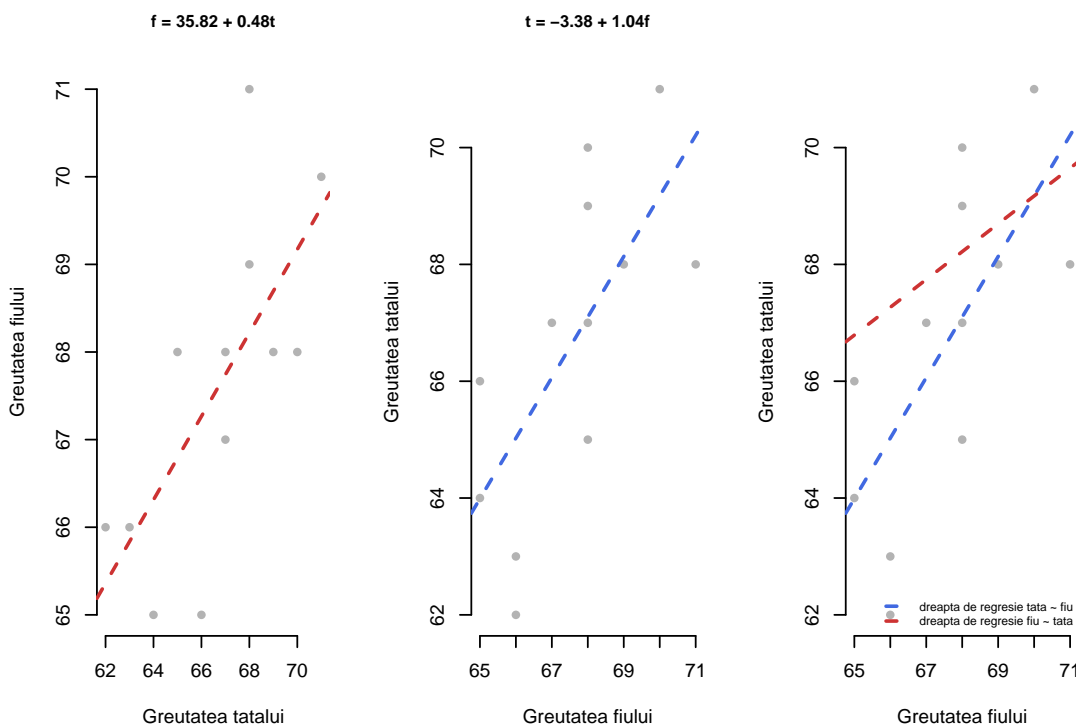 f = 35.82 + 0.48t
71
70
69
68
67
66
65
Greutatea fiului
62 64 66 68 70
Greutatea tatalui
t = −3.38 + 1.04f
70
68
66
64
62
Greutatea tatalui
65 67 69 71
Greutatea fiului
70
68
66
64
62
Greutatea tatalui
dreapta de regresie tata ~ fiu
dreapta de regresie fiu ~ tata
65 67 69 71
Greutatea fiului